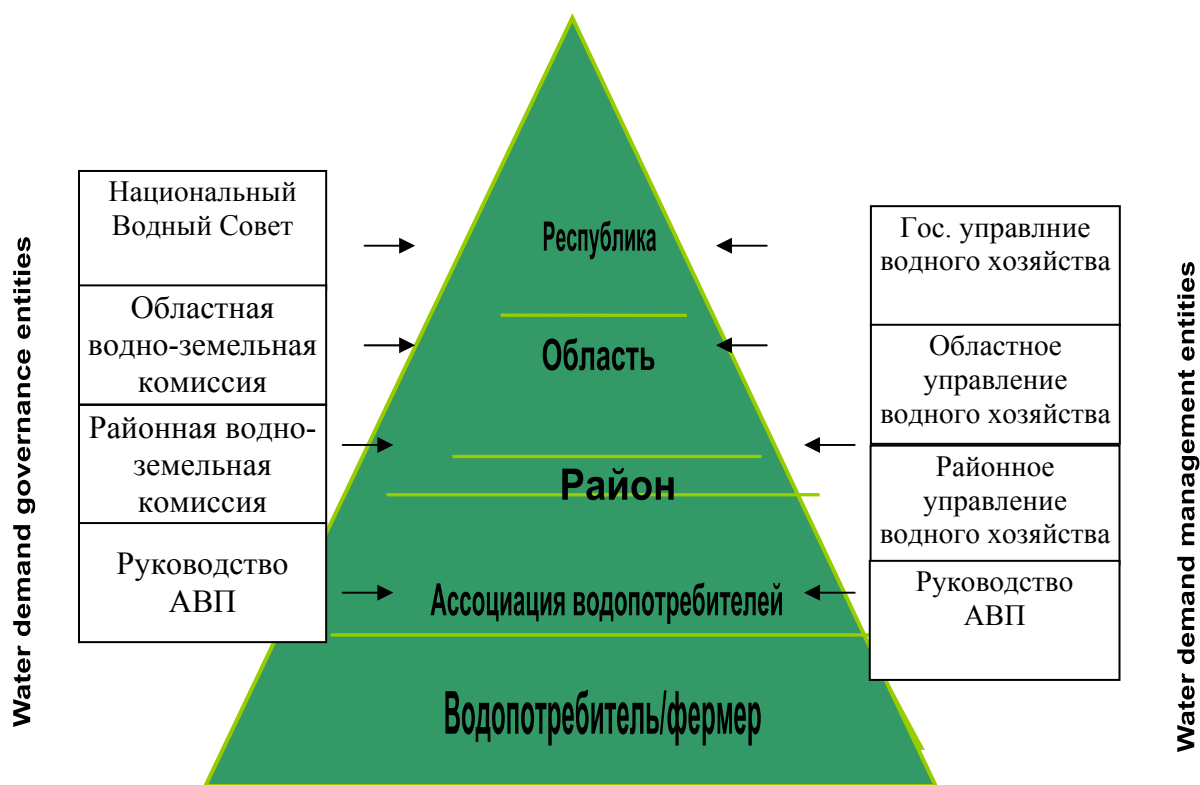 Water demand governance entities
Национальный
Водный Совет
Областная
водно-земельная
комиссия
Районная водно-
земельная
комиссия
Руководство
АВП
Республика
Область
Район
Ассоциация водопотребителей
Водопотребитель/фермер
Гос. управлние
водного хозяйства
Областное
управление
водного хозяйства
Районное
управление
водного хозяйства
Руководство
АВП
Water demand management entities